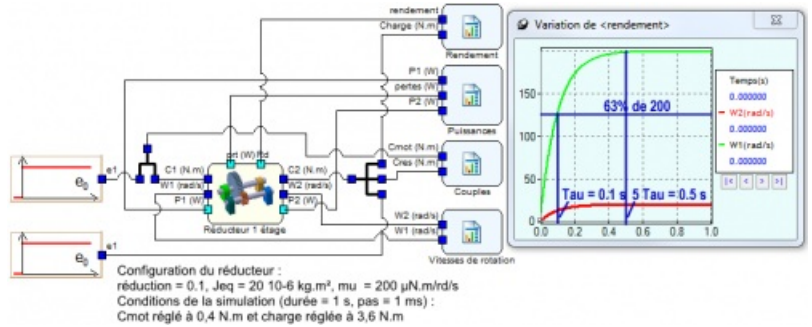 rendement
Charge (N.m)
Rendement
P1 (W)
pertes (W)
P2 (W)
Puissances
Cmot (N.m)
Cres (N.m)
Couples
W2 (rad/s)
W1 (rad/s)
Vitesses de rotation
e1
e0
e1
e0
prt (W) Rd
C1 (N.m)
W1 (rad/s)
P1 (W)
C2 (N.m)
W2 (rad/s)
P2 (W)
Réducteur 1 étage
Configuration du réducteur :
réduction = 0.1, Jeq = 20 10-6 kg.m², mu = 200 µN.m/rd/s
Conditions de la simulation (durée = 1 s, pas = 1 ms) :
Cmot réglé à 0,4 N.m et charge réglée à 3,6 N.m
Variation de <rendement>
150
100
50
0
0.0 0.2 0.4 0.6 0.8 1.0
63% de 200
Tau = 0.1 s 5 Tau = 0.5 s
Temps(s)
0.000000
W2(rad/s)
0.000000
W1(rad/s)
0.000000
|< < > >|